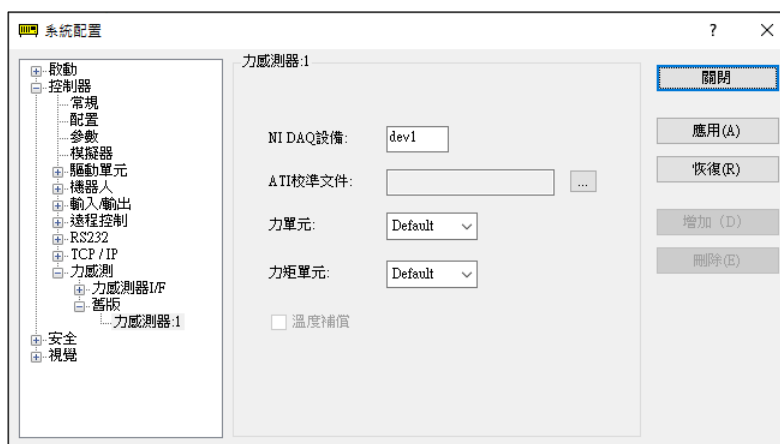 系統配置
?
啟動
控制器
常規
配置
參數
模擬器
驅動單元
機器人
輸入/輸出
遠程控制
RS232
TCP / IP
力感測
力感測器I/F
舊版
力感測器:1
安全
視覺
力感測器:1
NI DAQ設備:
dev1
ATI校準文件:
...
力單元:
Default
力矩單元:
Default
溫度補償
關閉
應用(A)
恢復(R)
增加（D）
刪除(E)